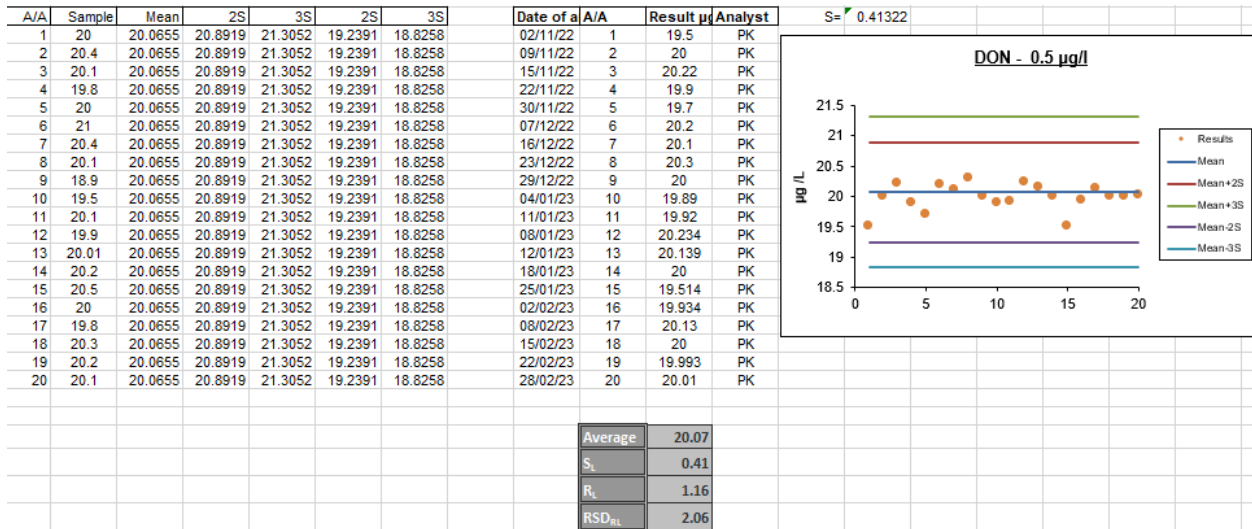 A/A Sample Mean 2S 3S 2S 3S Date of a A/A Result µg Analyst S= 0.41322
1 20 20.0655 20.8919 21.3052 19.2391 18.8258 02/11/22 1 19.5 PK
2 20.4 20.0655 20.8919 21.3052 19.2391 18.8258 09/11/22 2 20 PK
3 20.1 20.0655 20.8919 21.3052 19.2391 18.8258 15/11/22 3 20.22 PK
4 19.8 20.0655 20.8919 21.3052 19.2391 18.8258 22/11/22 4 19.9 PK
5 20 20.0655 20.8919 21.3052 19.2391 18.8258 30/11/22 5 19.7 PK
6 21 20.0655 20.8919 21.3052 19.2391 18.8258 07/12/22 6 20.2 PK
7 20.4 20.0655 20.8919 21.3052 19.2391 18.8258 16/12/22 7 20.1 PK
8 20.1 20.0655 20.8919 21.3052 19.2391 18.8258 23/12/22 8 20.3 PK
9 18.9 20.0655 20.8919 21.3052 19.2391 18.8258 29/12/22 9 20 PK
10 19.5 20.0655 20.8919 21.3052 19.2391 18.8258 04/01/23 10 19.89 PK
11 20.1 20.0655 20.8919 21.3052 19.2391 18.8258 11/01/23 11 19.92 PK
12 19.9 20.0655 20.8919 21.3052 19.2391 18.8258 08/01/23 12 20.234 PK
13 20.01 20.0655 20.8919 21.3052 19.2391 18.8258 12/01/23 13 20.139 PK
14 20.2 20.0655 20.8919 21.3052 19.2391 18.8258 18/01/23 14 20 PK
15 20.5 20.0655 20.8919 21.3052 19.2391 18.8258 25/01/23 15 19.514 PK
16 20 20.0655 20.8919 21.3052 19.2391 18.8258 02/02/23 16 19.934 PK
17 19.8 20.0655 20.8919 21.3052 19.2391 18.8258 08/02/23 17 20.13 PK
18 20.3 20.0655 20.8919 21.3052 19.2391 18.8258 15/02/23 18 20 PK
19 20.2 20.0655 20.8919 21.3052 19.2391 18.8258 22/02/23 19 19.993 PK
20 20.1 20.0655 20.8919 21.3052 19.2391 18.8258 28/02/23 20 20.01 PK
DON - 0.5 µg/l
µg /L
21.5
21
20.5
20
19.5
19
18.5
0 5 10 15 20
Results
Mean
Mean+2S
Mean+3S
Mean-2S
Mean-3S
Average 20.07
SL 0.41
RL 1.16
RSDRL 2.06